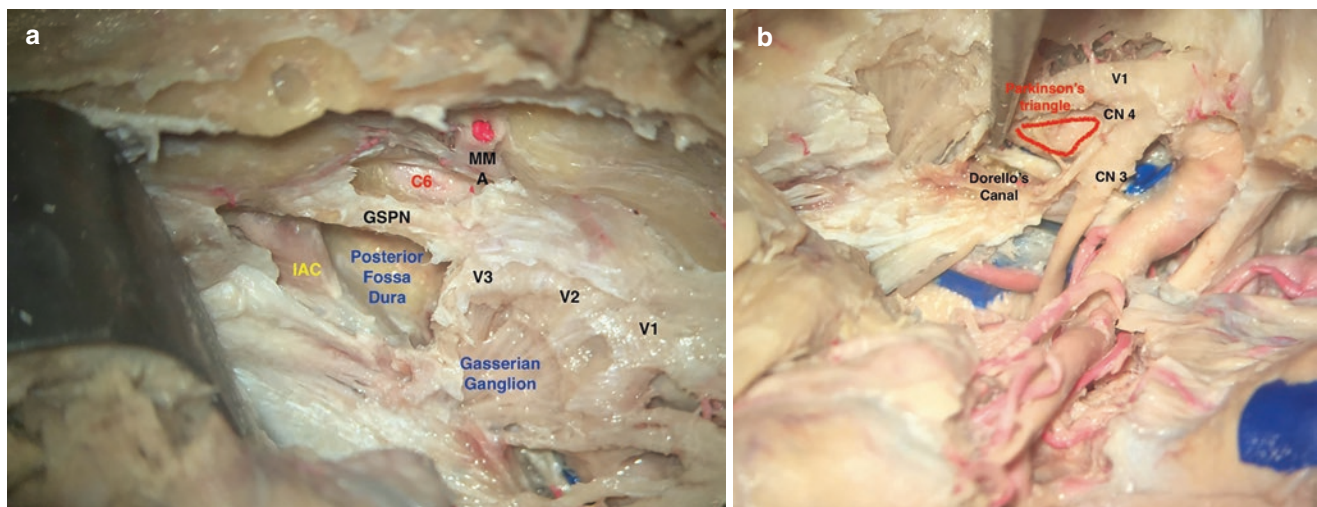 a
MM
A
C6
GSPN
IAC
Posterior
Fossa
Dura
V3
V2
V1
Gasserian
Ganglion
b
V1
Parkinson's
triangle
CN 4
Dorello's
Canal
CN 3